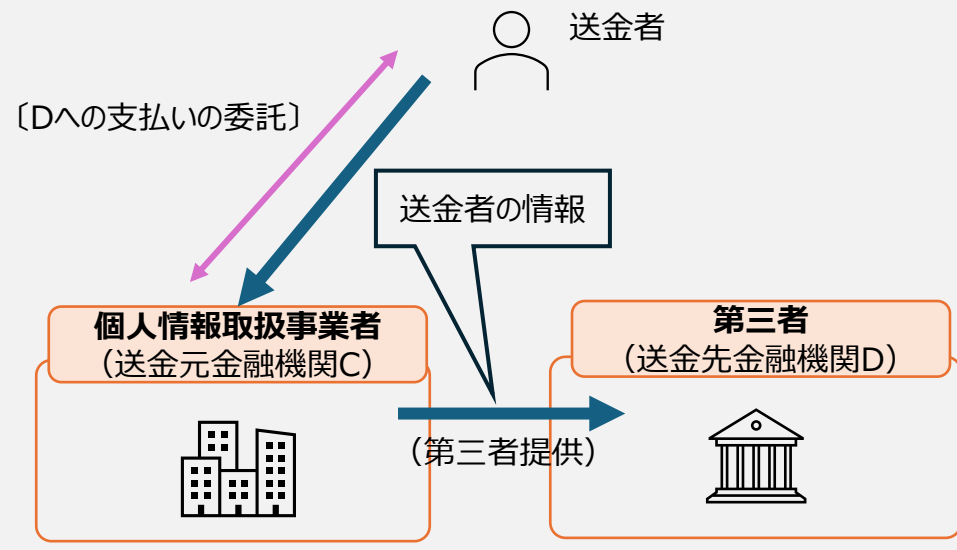 送金者
〔Dへの支払いの委託〕
送金者の情報
個人情報取扱事業者
（送金元金融機関C）
第三者
（送金先金融機関D）
（第三者提供）